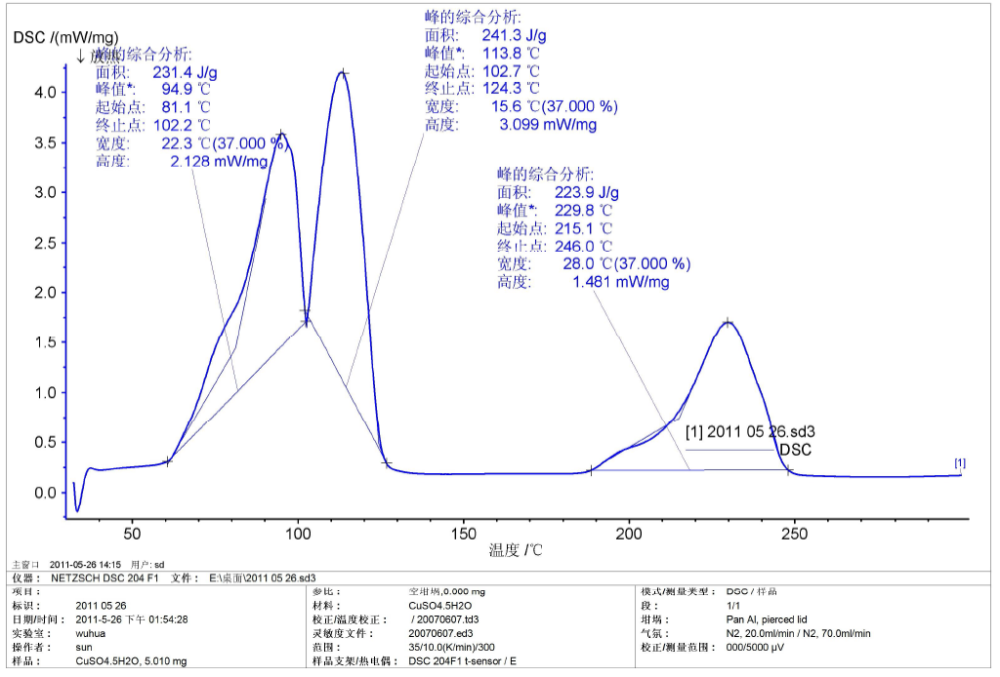 DSC /(mW/mg)
↓ 放热
峰的综合分析:
面积: 231.4 J/g
峰值*: 94.9 ℃
起始点: 81.1 ℃
终止点: 102.2 ℃
宽度: 22.3 ℃(37.000 %)
高度: 2.128 mW/mg
峰的综合分析:
面积: 241.3 J/g
峰值*: 113.8 ℃
起始点: 102.7 ℃
终止点: 124.3 ℃
宽度: 15.6 ℃(37.000 %)
高度: 3.099 mW/mg
峰的综合分析:
面积: 223.9 J/g
峰值*: 229.8 ℃
起始点: 215.1 ℃
终止点: 246.0 ℃
宽度: 28.0 ℃(37.000 %)
高度: 1.481 mW/mg
4.0
3.5
3.0
2.5
2.0
1.5
1.0
0.5
0.0
[1] 2011 05 26.sd3
DSC
[1]
50 100 150 200 250
温度 /℃
主窗口 2011-05-26 14:15 用户: sd
仪器： NETZSCH DSC 204 F1 文件： E:\桌面\2011 05 26.sd3
项目：
标识： 2011 05 26
日期/时间： 2011-5-26 下午 01:54:28
实验室： wuhua
操作者： sun
样品： CuSO4.5H2O, 5.010 mg
参比： 空坩埚,0.000 mg
材料： CuSO4.5H2O
校正/温度校正： / 20070607.td3
灵敏度文件： 20070607.ed3
范围： 35/10.0(K/min)/300
样品支架/热电偶： DSC 204F1 t-sensor / E
模式/测量类型： DSC / 样品
段： 1/1
坩埚： Pan Al, pierced lid
气氛： N2, 20.0ml/min / N2, 70.0ml/min
校正/测量范围： 000/5000 µV